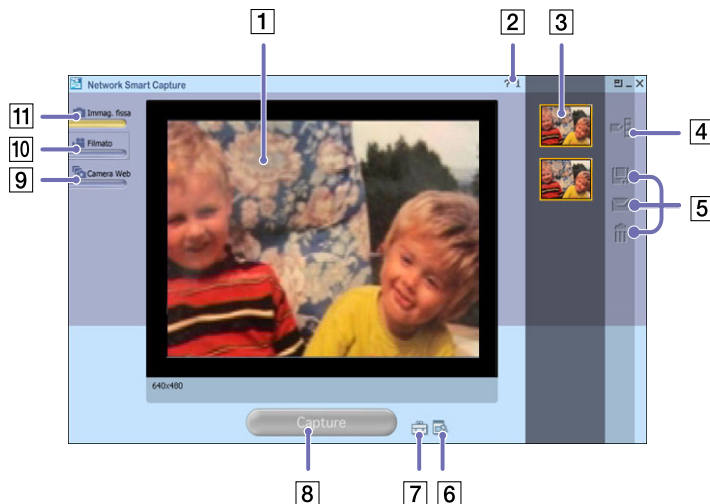 1
2
3
Network Smart Capture
? i
11
Immag. fissa
4
10
Filmato
9
Camera Web
5
640x480
Capture
8
7
6